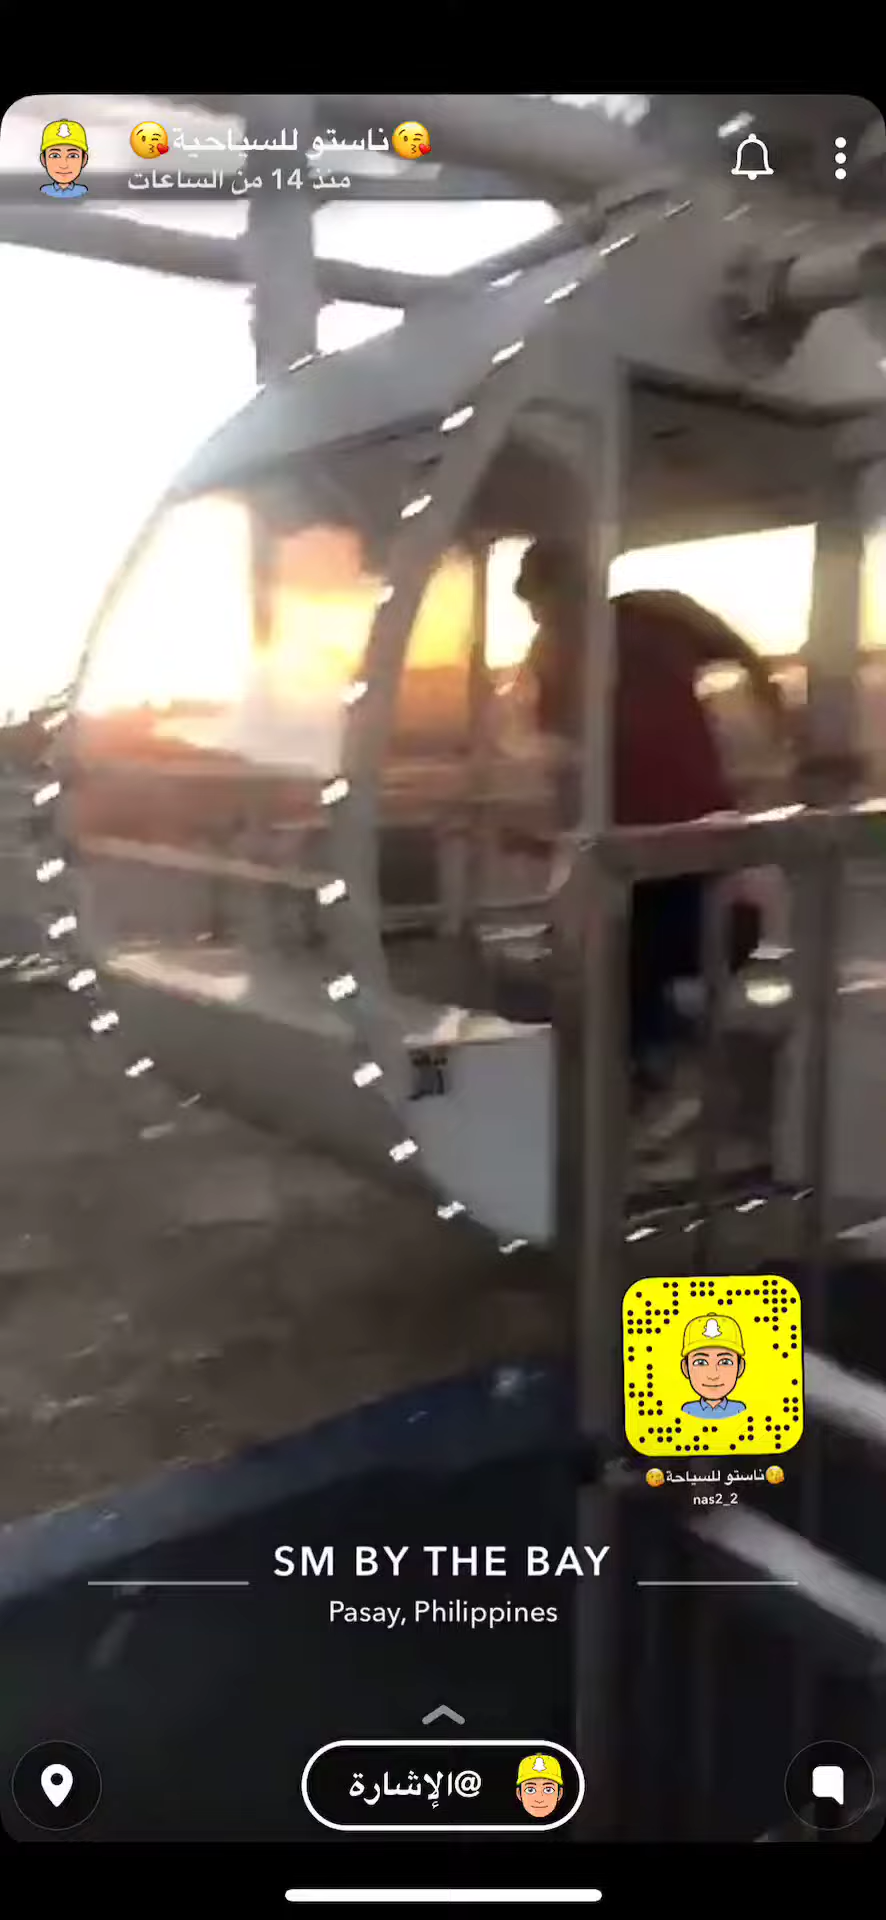 😘ناستو للسياحية😘
منذ 14 من الساعات
😘ناستو للسياحة😘
nas2_2
SM BY THE BAY
Pasay, Philippines
@الإشارة